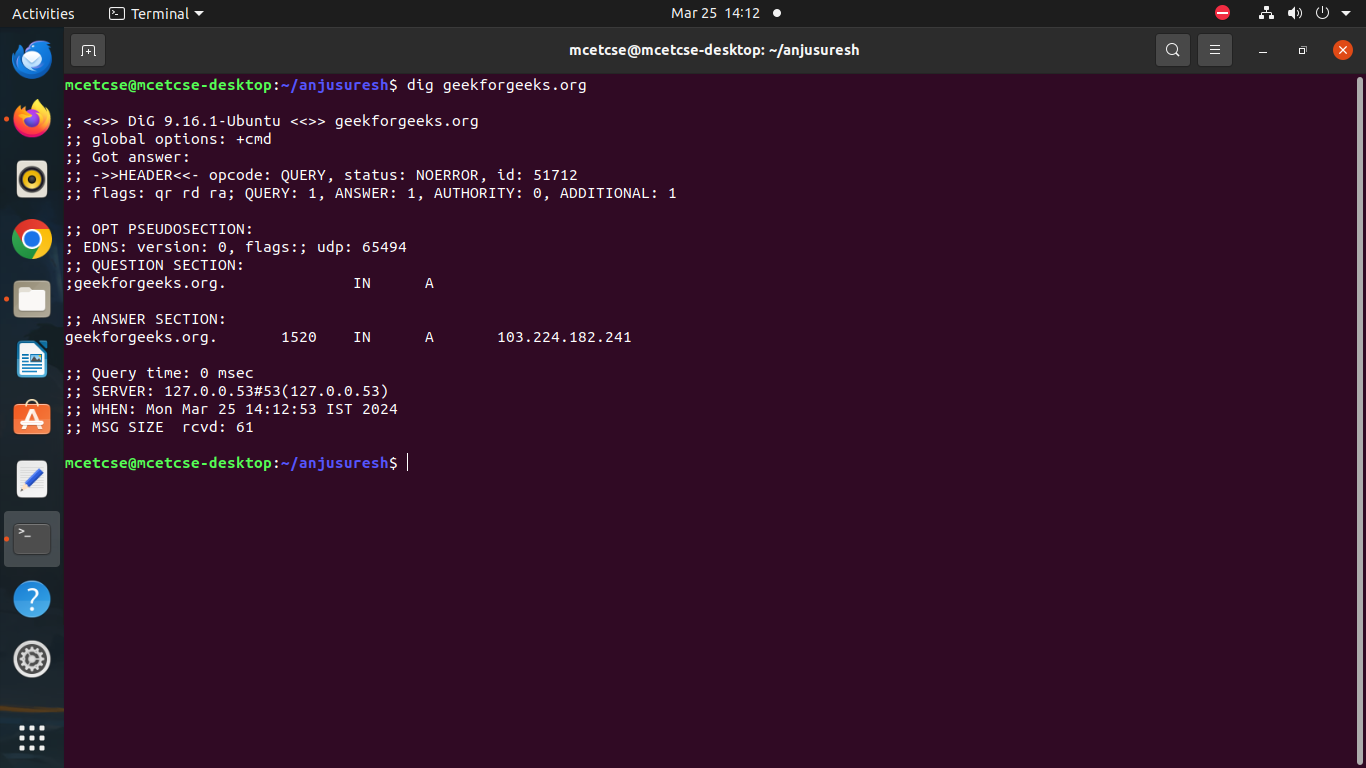 Activities Terminal Mar 25 14:12
mcetcse@mcetcse-desktop: ~/anjusuresh
mcetcse@mcetcse-desktop:~/anjusuresh$ dig geekforgeeks.org
; <<>> DiG 9.16.1-Ubuntu <<>> geekforgeeks.org
;; global options: +cmd
;; Got answer:
;; ->>HEADER<<- opcode: QUERY, status: NOERROR, id: 51712
;; flags: qr rd ra; QUERY: 1, ANSWER: 1, AUTHORITY: 0, ADDITIONAL: 1
;; OPT PSEUDOSECTION:
; EDNS: version: 0, flags:; udp: 65494
;; QUESTION SECTION:
;geekforgeeks.org. IN A
;; ANSWER SECTION:
geekforgeeks.org. 1520 IN A 103.224.182.241
;; Query time: 0 msec
;; SERVER: 127.0.0.53#53(127.0.0.53)
;; WHEN: Mon Mar 25 14:12:53 IST 2024
;; MSG SIZE rcvd: 61
mcetcse@mcetcse-desktop:~/anjusuresh$